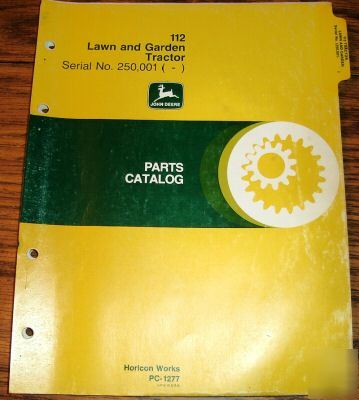 112
Lawn and Garden
Tractor
Serial No. 250,001 ( - )
JOHN DEERE
PARTS
CATALOG
Horicon Works
PC-1277